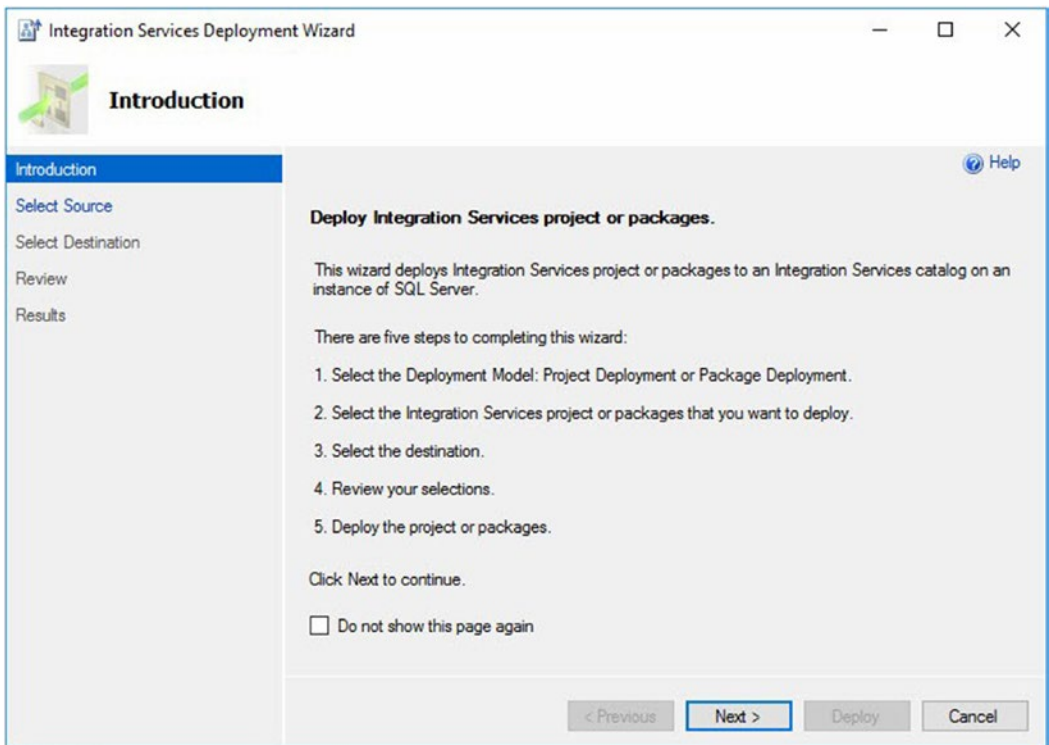 Integration Services Deployment Wizard
Introduction
Help
Introduction
Select Source
Select Destination
Review
Results
Deploy Integration Services project or packages.
This wizard deploys Integration Services project or packages to an Integration Services catalog on an
instance of SQL Server.
There are five steps to completing this wizard:
1. Select the Deployment Model: Project Deployment or Package Deployment.
2. Select the Integration Services project or packages that you want to deploy.
3. Select the destination.
4. Review your selections.
5. Deploy the project or packages.
Click Next to continue.
Do not show this page again
< Previous
Next >
Deploy
Cancel